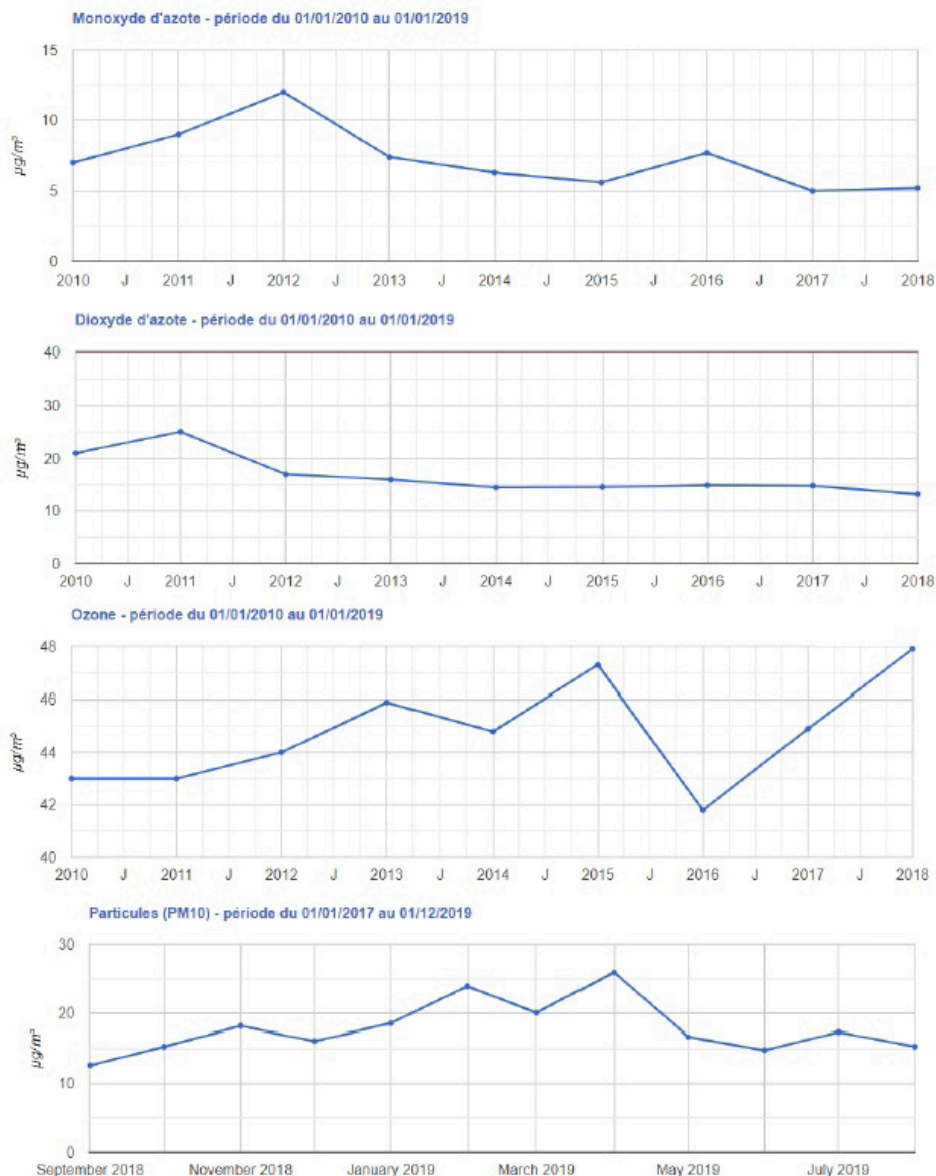 Monoxyde d'azote - période du 01/01/2010 au 01/01/2019
15
10
5
0
µg/m³
2010 J 2011 J 2012 J 2013 J 2014 J 2015 J 2016 J 2017 J 2018
Dioxyde d'azote - période du 01/01/2010 au 01/01/2019
40
30
20
10
0
µg/m³
2010 J 2011 J 2012 J 2013 J 2014 J 2015 J 2016 J 2017 J 2018
Ozone - période du 01/01/2010 au 01/01/2019
48
46
44
42
40
µg/m³
2010 J 2011 J 2012 J 2013 J 2014 J 2015 J 2016 J 2017 J 2018
Particules (PM10) - période du 01/01/2017 au 01/12/2019
30
20
10
0
µg/m³
September 2018 November 2018 January 2019 March 2019 May 2019 July 2019